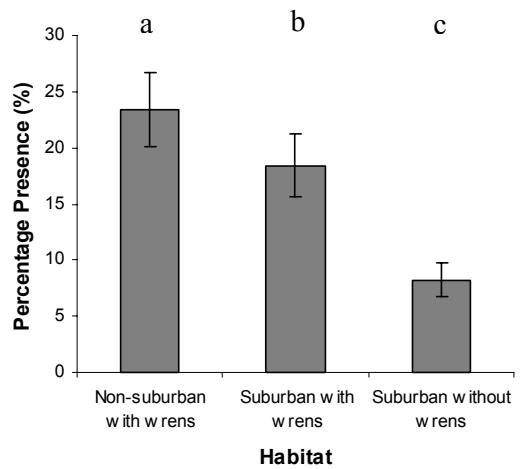 a b c
30
25
20
15
10
5
0
Percentage Presence (%)
Non-suburban with wrens
Suburban with wrens
Suburban without wrens
Habitat